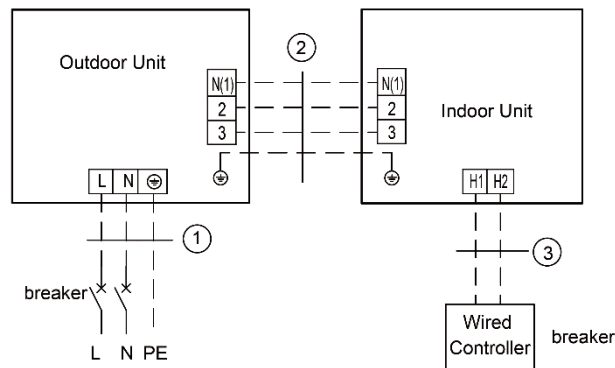 Outdoor Unit
N(1)
2
3
L N
breaker
L N PE
1
2
N(1)
2
3
Indoor Unit
H1 H2
3
Wired
Controller
breaker